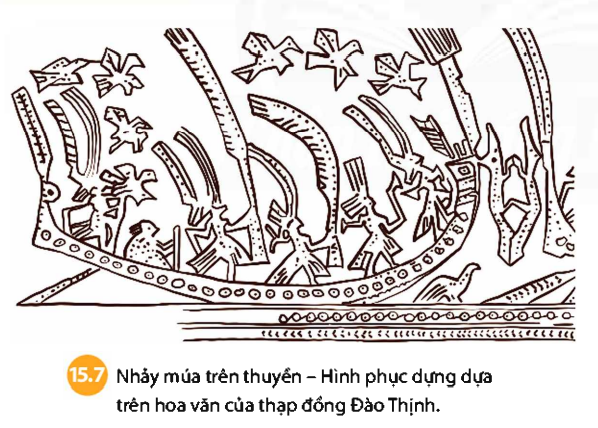 15.7 Nhảy múa trên thuyền – Hình phục dựng dựa
trên hoa văn của thạp đồng Đào Thịnh.